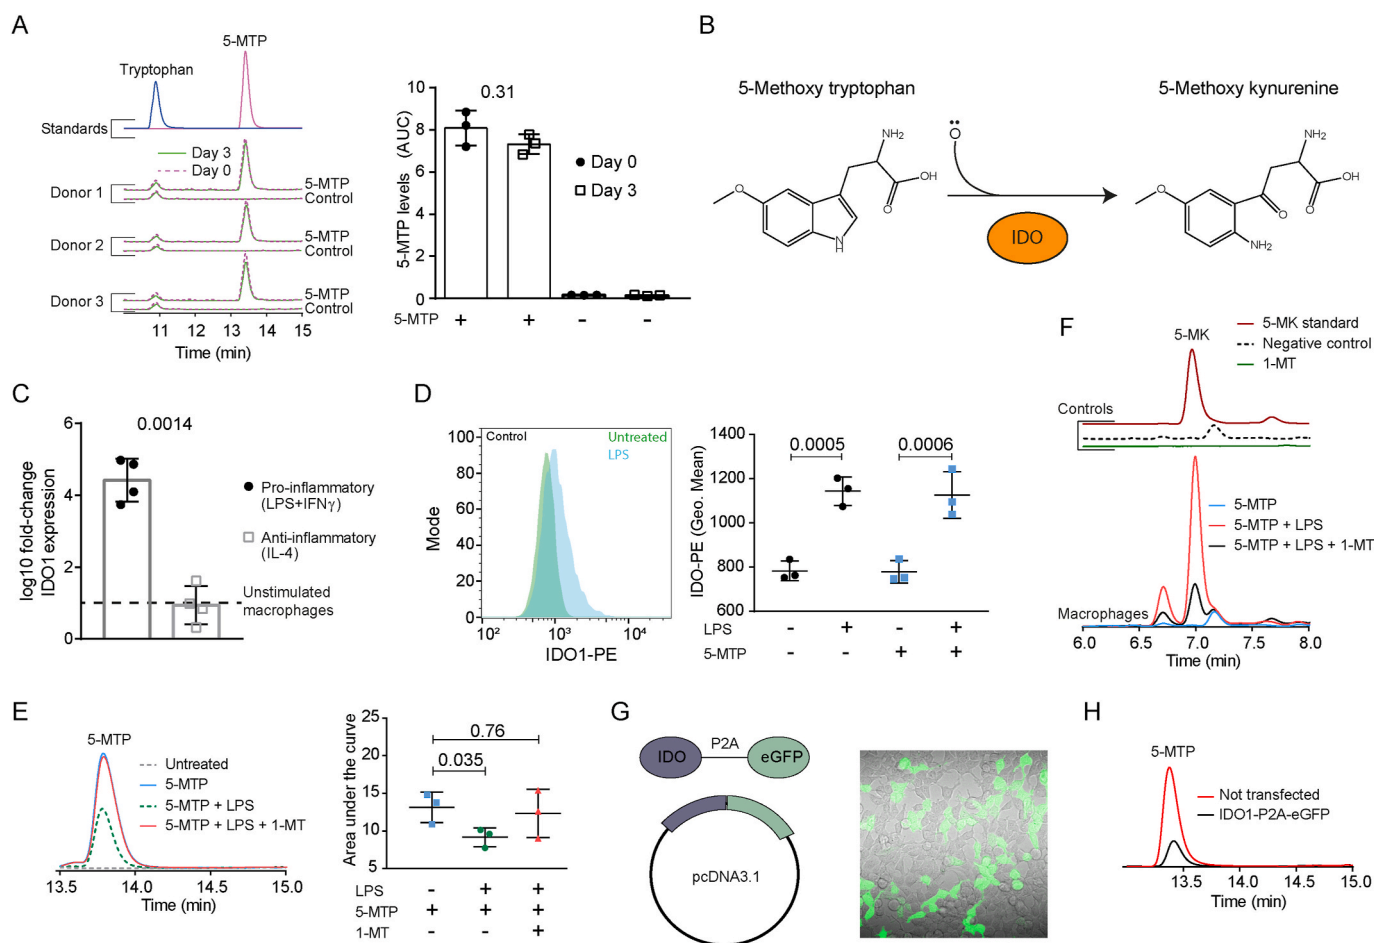 A
5-MTP
Tryptophan
Standards
Day 3
Day 0
Donor 1
5-MTP
Control
Donor 2
5-MTP
Control
Donor 3
5-MTP
Control
11 12 13 14 15
Time (min)
5-MTP levels (AUC)
10
8
6
4
2
0
0.31
Day 0
Day 3
5-MTP + + - -
B
5-Methoxy tryptophan
5-Methoxy kynurenine
NH2
OH
O
O
N
H
O
IDO
NH2
OH
O
O
O
NH2
C
log10 fold-change
IDO1 expression
6
4
2
0
0.0014
Pro-inflammatory
(LPS+IFNγ)
Anti-inflammatory
(IL-4)
Unstimulated
macrophages
D
Mode
100
80
60
40
20
0
Control
Untreated
LPS
10^2 10^3 10^4
IDO1-PE
IDO-PE (Geo. Mean)
1400
1200
1000
800
600
0.0005 0.0006
LPS - + - +
5-MTP - - + +
F
5-MK
5-MK standard
Negative control
1-MT
Controls
5-MTP
5-MTP + LPS
5-MTP + LPS + 1-MT
Macrophages
6.0 6.5 7.0 7.5 8.0
Time (min)
E
5-MTP
Untreated
5-MTP
5-MTP + LPS
5-MTP + LPS + 1-MT
13.5 14.0 14.5 15.0
Time (min)
Area under the curve
25
20
15
10
5
0.76
0.035
LPS - + +
5-MTP + + +
1-MT - - +
G
IDO P2A eGFP
pcDNA3.1
H
5-MTP
Not transfected
IDO1-P2A-eGFP
13.5 14.0 14.5 15.0
Time (min)